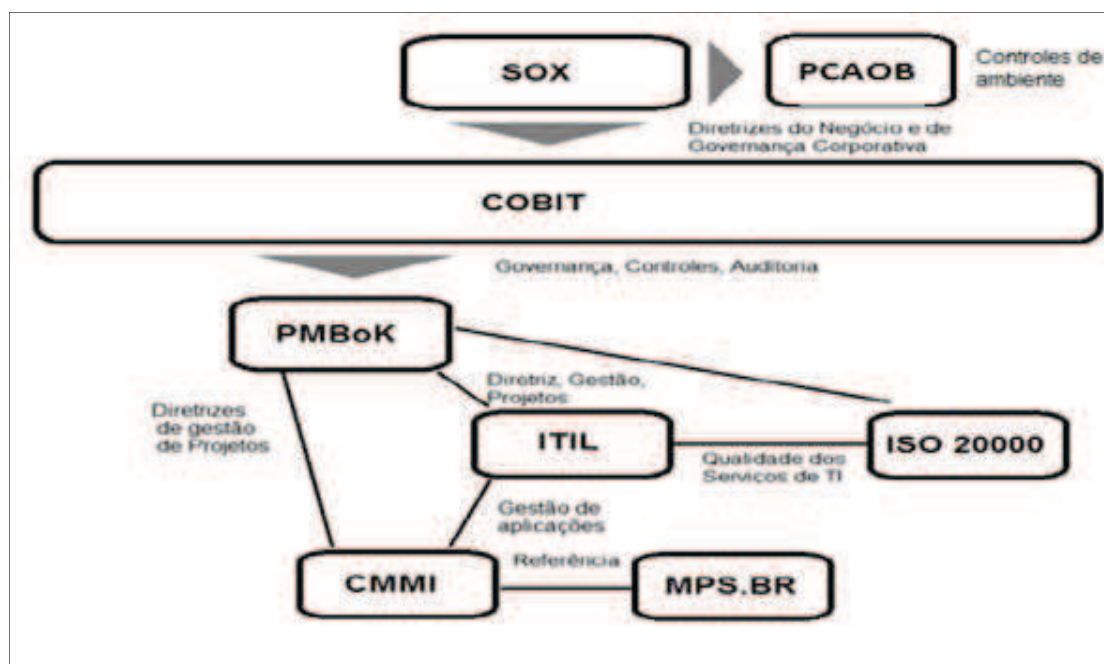 SOX
PCAOB
Controles de
ambiente
Diretrizes do Negócio e de
Governança Corporativa
COBIT
Governança, Controles, Auditoria
PMBoK
Diretriz, Gestão,
Projetos
Diretrizes
de gestão
de Projetos
ITIL
ISO 20000
Qualidade dos
Serviços de TI
Gestão de
aplicações
Referência
CMMI
MPS.BR